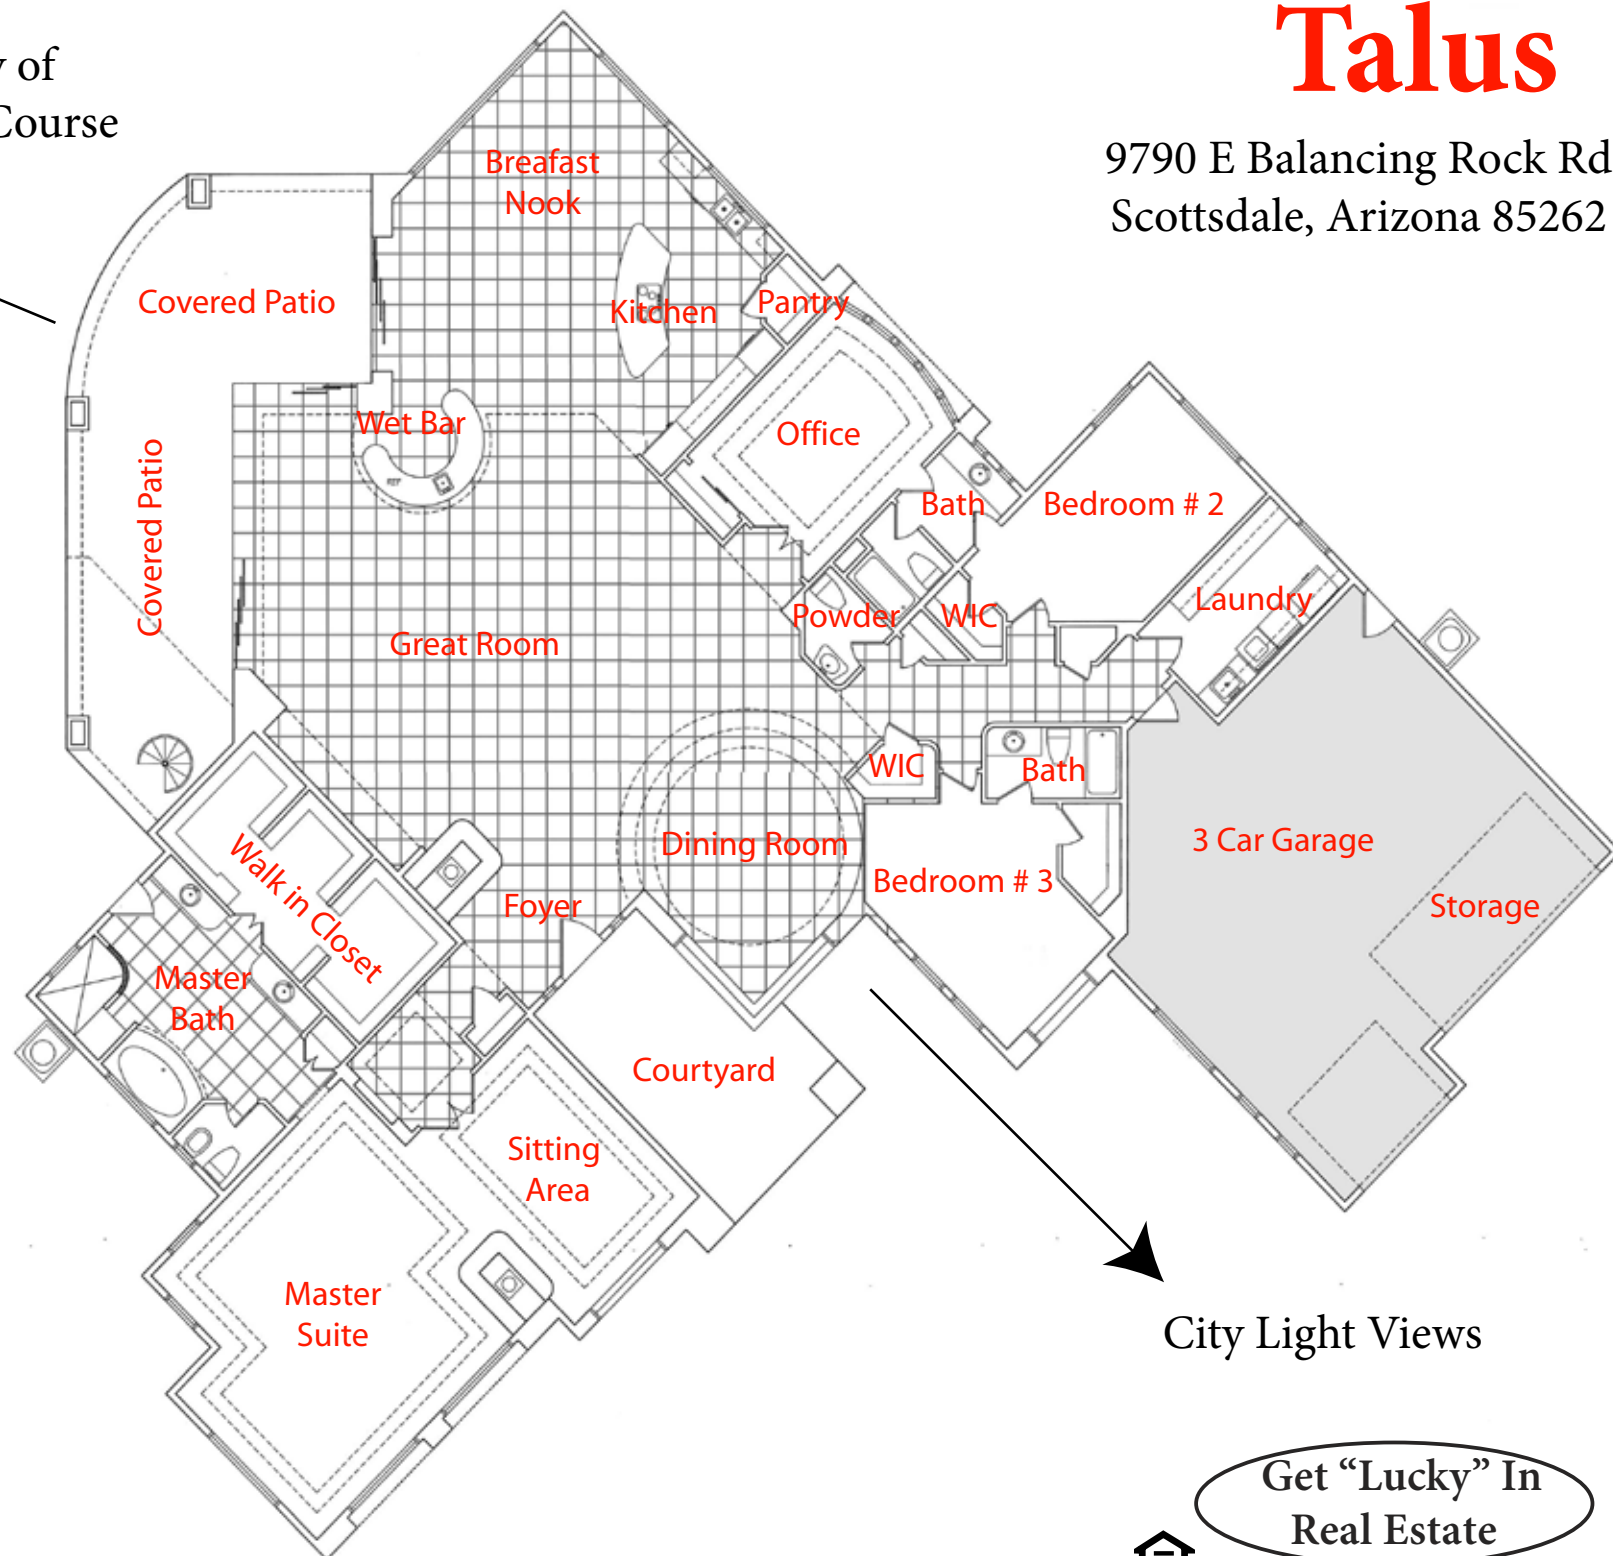 Talus
9790 E Balancing Rock Rd
Scottsdale, Arizona 85262
of
Course
Breafast
Nook
Covered Patio
Kitchen
Pantry
Wet Bar
Office
Covered Patio
Bath
Bedroom # 2
Great Room
Powder
WIC
Laundry
WIC
Bath
Dining Room
3 Car Garage
Walk in Closet
Bedroom # 3
Foyer
Storage
Master
Bath
Courtyard
Sitting
Area
Master
Suite
City Light Views
Get “Lucky” In
Real Estate